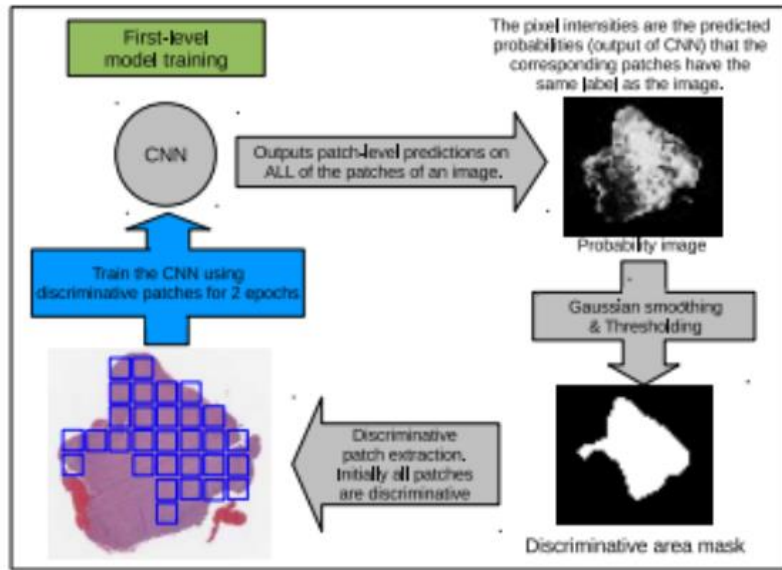 First-level
model training
The pixel intensities are the predicted
probabilities (output of CNN) that the
corresponding patches have the
same label as the image.
CNN
Outputs patch-level predictions on
ALL of the patches of an image.
Probability image
Train the CNN using
discriminative patches for 2 epochs
Gaussian smoothing
& Thresholding
Discriminative
patch extraction.
Initially all patches
are discriminative
Discriminative area mask